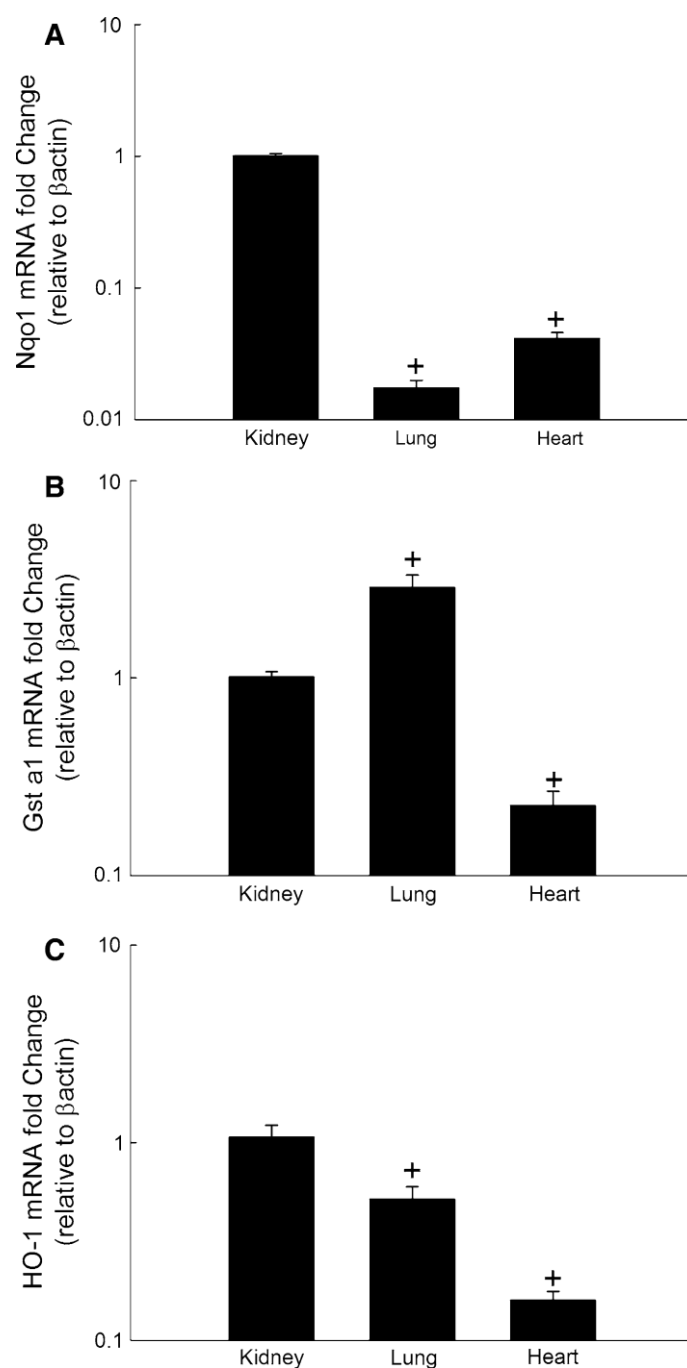 A
Nqo1 mRNA fold Change
(relative to βactin)
10
1
0.1
0.01
+
+
Kidney Lung Heart
B
Gst a1 mRNA fold Change
(relative to βactin)
10
1
0.1
+
+
Kidney Lung Heart
C
HO-1 mRNA fold Change
(relative to βactin)
10
1
0.1
+
+
Kidney Lung Heart